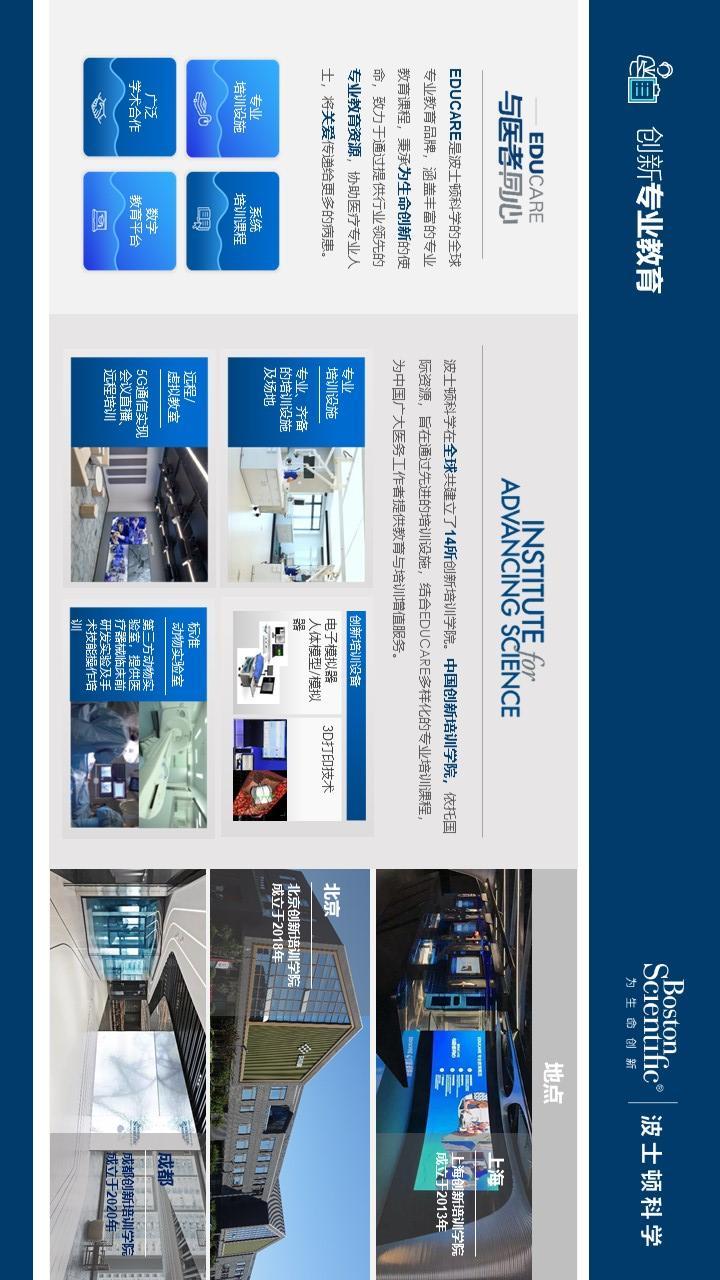 创新专业教育
Boston
Scientific®
为生命创新
波士顿科学
EDUCARE
与医者同心
EDUCARE是波士顿科学的全球
专业教育品牌，涵盖丰富的专业
教育课程，秉承为生命创新的使
命，致力于通过提供行业领先的
专业教育资源，协助医疗专业人
士，将关爱传递给更多的病患。
专业
培训设施
系统
培训课程
广泛
学术合作
数字
教育平台
INSTITUTE for
ADVANCING SCIENCE
波士顿科学在全球共建立了14所创新培训学院。中国创新培训学院，依托国
际资源，旨在通过先进的培训设施，结合EDUCARE多样化的专业培训课程，
为中国广大医务工作者提供教育与培训增值服务。
专业
培训设施
专业、齐备
的培训设施
及场地
创新培训设备
电子模拟器
人体模型/模拟
器
3D打印技术
远程/
虚拟教室
5G通信实现
会议直播、
远程培训
标准
动物实验室
第三方动物实
验室，提供医
疗器械临床前
研发实验及手
术技能操作培
训
地点
上海
上海创新培训学院
成立于2013年
北京
北京创新培训学院
成立于2018年
成都
成都创新培训学院
成立于2020年